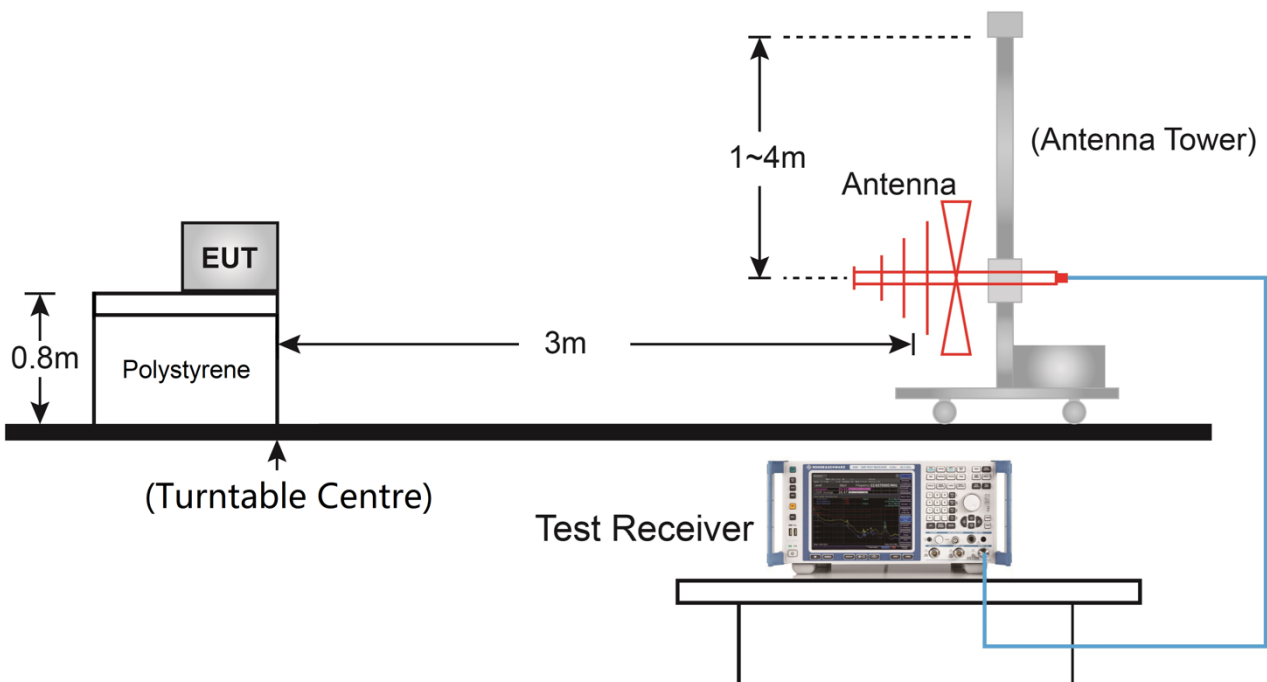 1~4m
(Antenna Tower)
Antenna
EUT
0.8m
3m
Polystyrene
(Turntable Centre)
Test Receiver